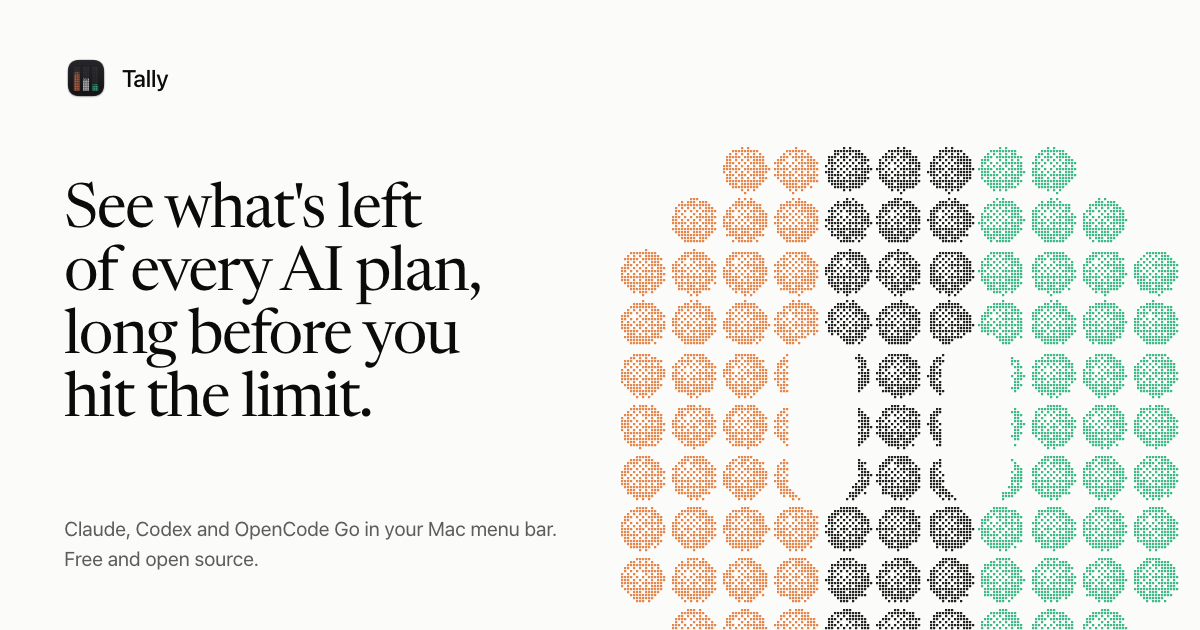 Tally
See what's left
of every AI plan,
long before you
hit the limit.
Claude, Codex and OpenCode Go in your Mac menu bar.
Free and open source.